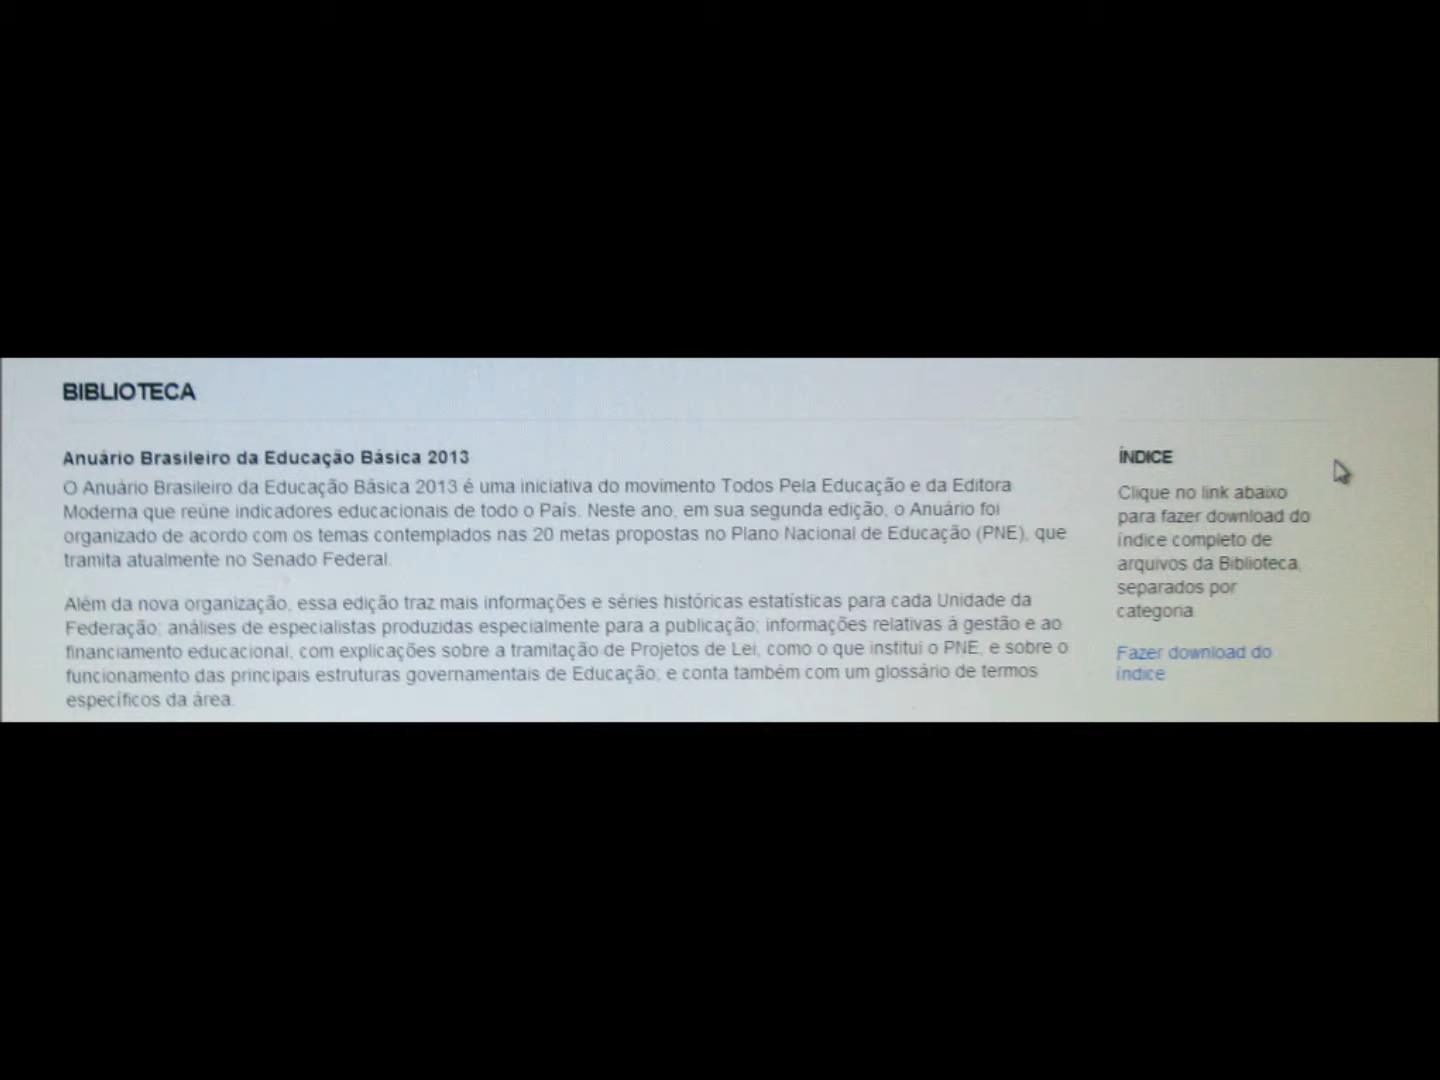 BIBLIOTECA
Anuário Brasileiro da Educação Básica 2013
O Anuário Brasileiro da Educação Básica 2013 é uma iniciativa do movimento Todos Pela Educação e da Editora
Moderna que reúne indicadores educacionais de todo o País. Neste ano, em sua segunda edição, o Anuário foi
organizado de acordo com os temas contemplados nas 20 metas propostas no Plano Nacional de Educação (PNE), que
tramita atualmente no Senado Federal.
Além da nova organização, essa edição traz mais informações e séries históricas estatísticas para cada Unidade da
Federação; análises de especialistas produzidas especialmente para a publicação; informações relativas à gestão e ao
financiamento educacional, com explicações sobre a tramitação de Projetos de Lei, como o que institui o PNE, e sobre o
funcionamento das principais estruturas governamentais de Educação; e conta também com um glossário de termos
específicos da área.
ÍNDICE
Clique no link abaixo
para fazer download do
índice completo de
arquivos da Biblioteca,
separados por
categoria
Fazer download do
índice